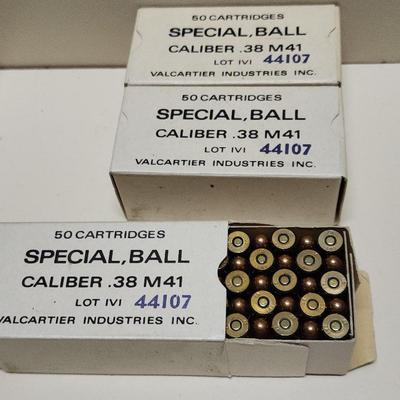 50 CARTRIDGES
SPECIAL, BALL
CALIBER .38 M41
LOT IVI 44107
VALCARTIER INDUSTRIES INC.
50 CARTRIDGES
SPECIAL, BALL
CALIBER .38 M41
LOT IVI 44107
VALCARTIER INDUSTRIES INC.
50 CARTRIDGES
SPECIAL, BALL
CALIBER .38 M41
LOT IVI 44107
VALCARTIER INDUSTRIES INC.